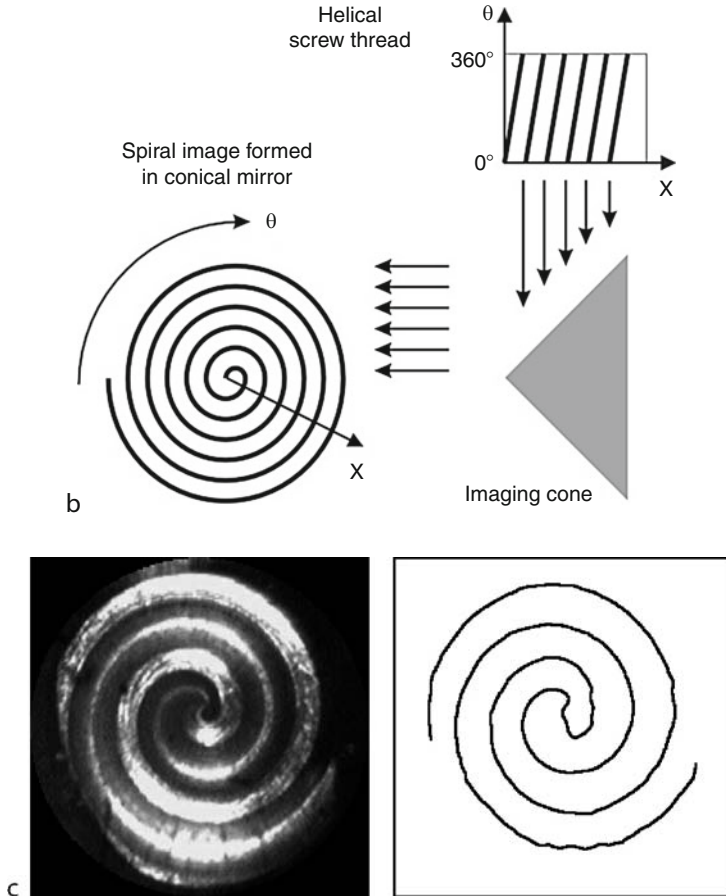 Helical
screw thread
θ
360°
0°
X
Spiral image formed
in conical mirror
θ
X
Imaging cone
b
c